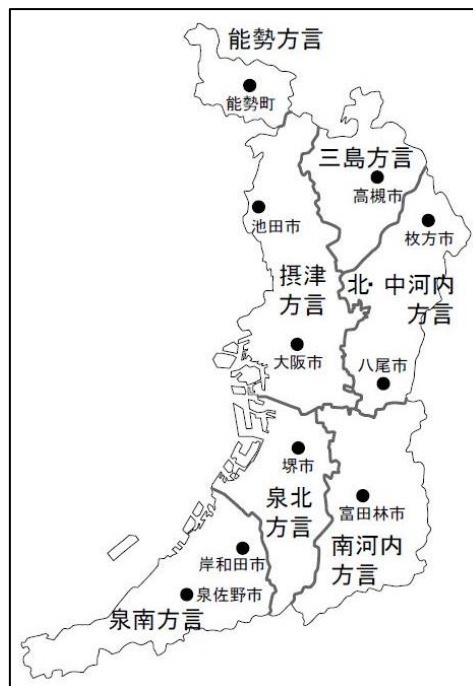 能勢方言
能勢町
三島方言
高槻市
池田市
枚方市
摂津
方言
北・中河内
方言
大阪市
八尾市
堺市
泉北
方言
富田林市
南河内
方言
岸和田市
泉佐野市
泉南方言